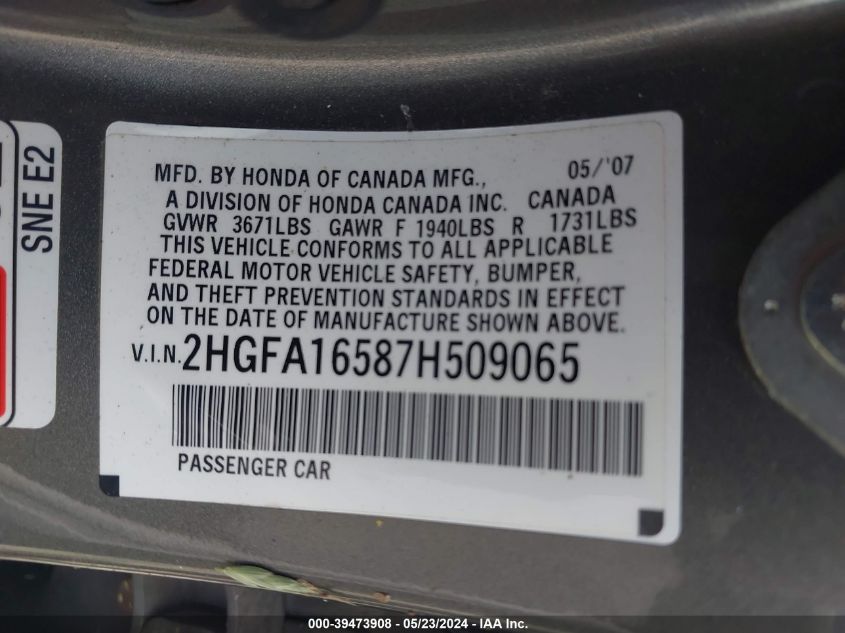 SNE E2
MFD. BY HONDA OF CANADA MFG., 05/'07
A DIVISION OF HONDA CANADA INC. CANADA
GVWR 3671LBS GAWR F 1940LBS R 1731LBS
THIS VEHICLE CONFORMS TO ALL APPLICABLE
FEDERAL MOTOR VEHICLE SAFETY, BUMPER,
AND THEFT PREVENTION STANDARDS IN EFFECT
ON THE DATE OF MANUFACTURE SHOWN ABOVE.
V.I.N. 2HGFA16587H509065
PASSENGER CAR
000-39473908 - 05/23/2024 - IAA Inc.